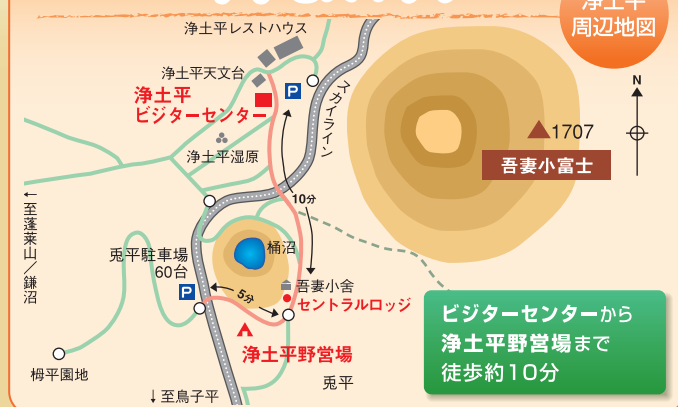 浄土平
周辺地図
浄土平レストハウス
浄土平天文台
浄土平
ビジターセンター
P
スカイライン
N
1707
吾妻小富士
浄土平湿原
10分
←至蓬莱山／鎌沼
兎平駐車場
60台
P
桶沼
5分
吾妻小舎
セントラルロッジ
浄土平野営場
兎平
栂平園地
↓至鳥子平
ビジターセンターから
浄土平野営場まで
徒歩約10分